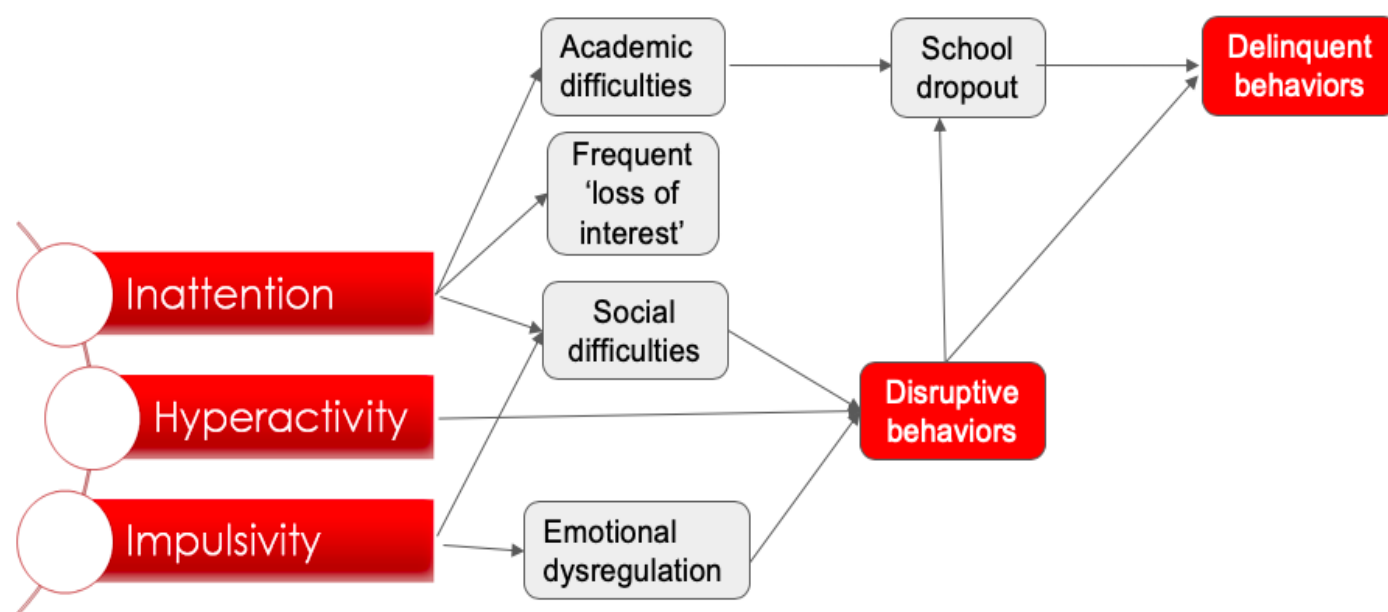 Academic
difficulties
School
dropout
Delinquent
behaviors
Frequent
‘loss of
interest’
Inattention
Social
difficulties
Hyperactivity
Disruptive
behaviors
Impulsivity
Emotional
dysregulation